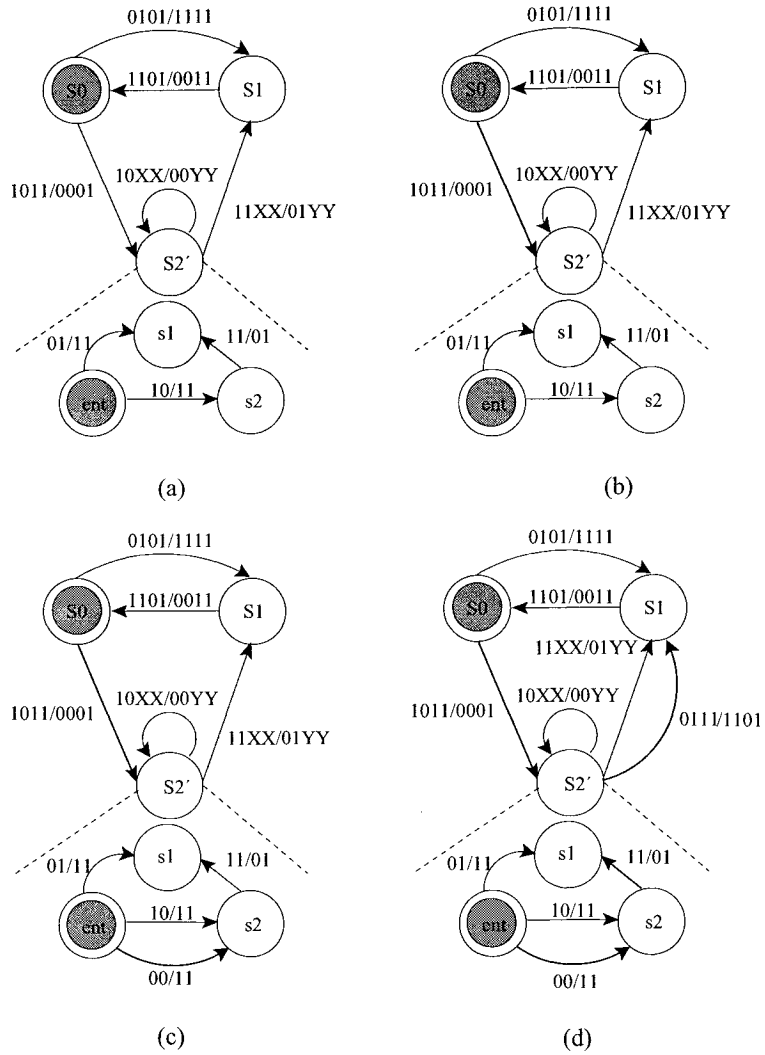 0101/1111
S0
1101/0011
S1
1011/0001
10XX/00YY
11XX/01YY
S2′
s1
01/11
11/01
ent
10/11
s2
(a)
0101/1111
S0
1101/0011
S1
1011/0001
10XX/00YY
11XX/01YY
S2′
s1
01/11
11/01
ent
10/11
s2
(b)
0101/1111
S0
1101/0011
S1
1011/0001
10XX/00YY
11XX/01YY
S2′
s1
01/11
11/01
ent
10/11
s2
00/11
(c)
0101/1111
S0
1101/0011
S1
11XX/01YY
1011/0001
10XX/00YY
0111/1101
S2′
s1
01/11
11/01
ent
10/11
s2
00/11
(d)